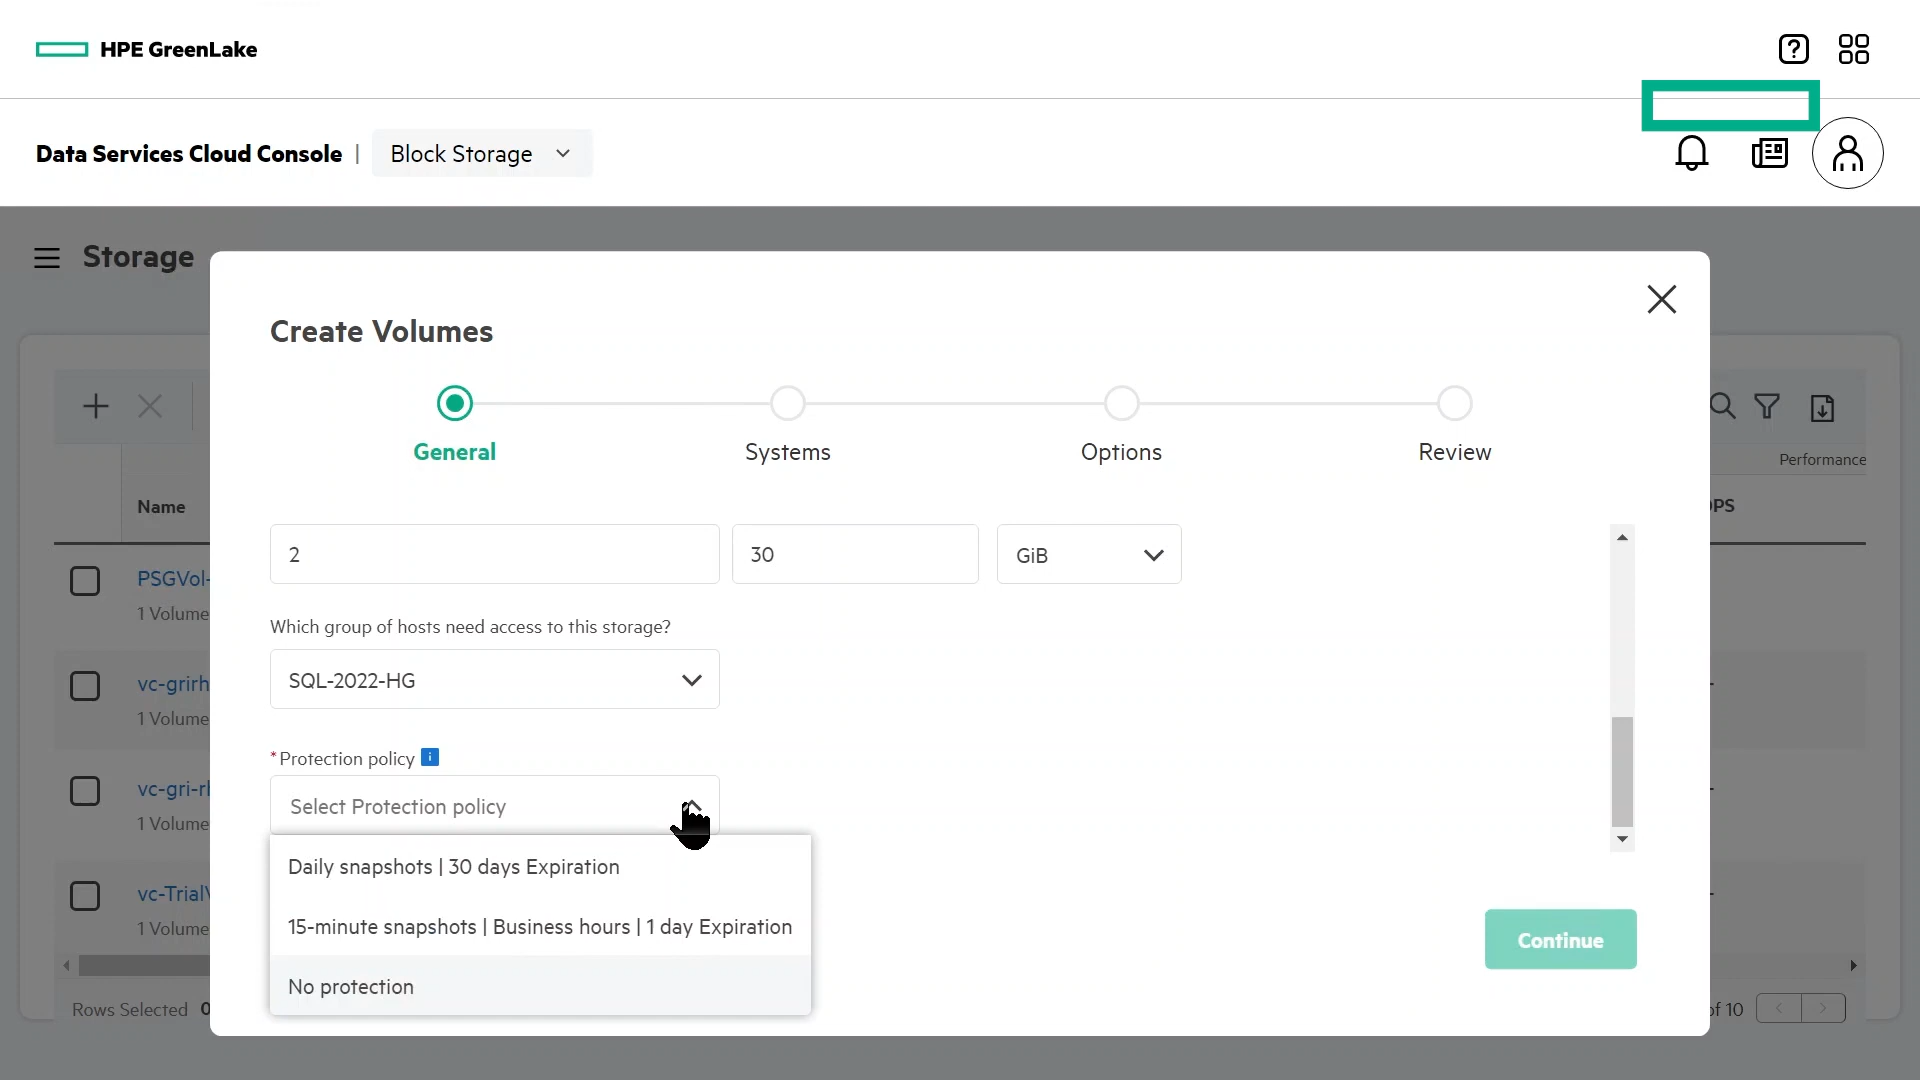 HPE GreenLake
Data Services Cloud Console | Block Storage
Storage
Create Volumes
General
Systems
Options
Review
Performance
Name
PSGVol-
1 Volume
vc-grirh
1 Volume
vc-gri-r
1 Volume
vc-Trial
1 Volume
2
30
GiB
Which group of hosts need access to this storage?
SQL-2022-HG
*Protection policy
Select Protection policy
Daily snapshots | 30 days Expiration
15-minute snapshots | Business hours | 1 day Expiration
No protection
Continue
Rows Selected 0
of 10